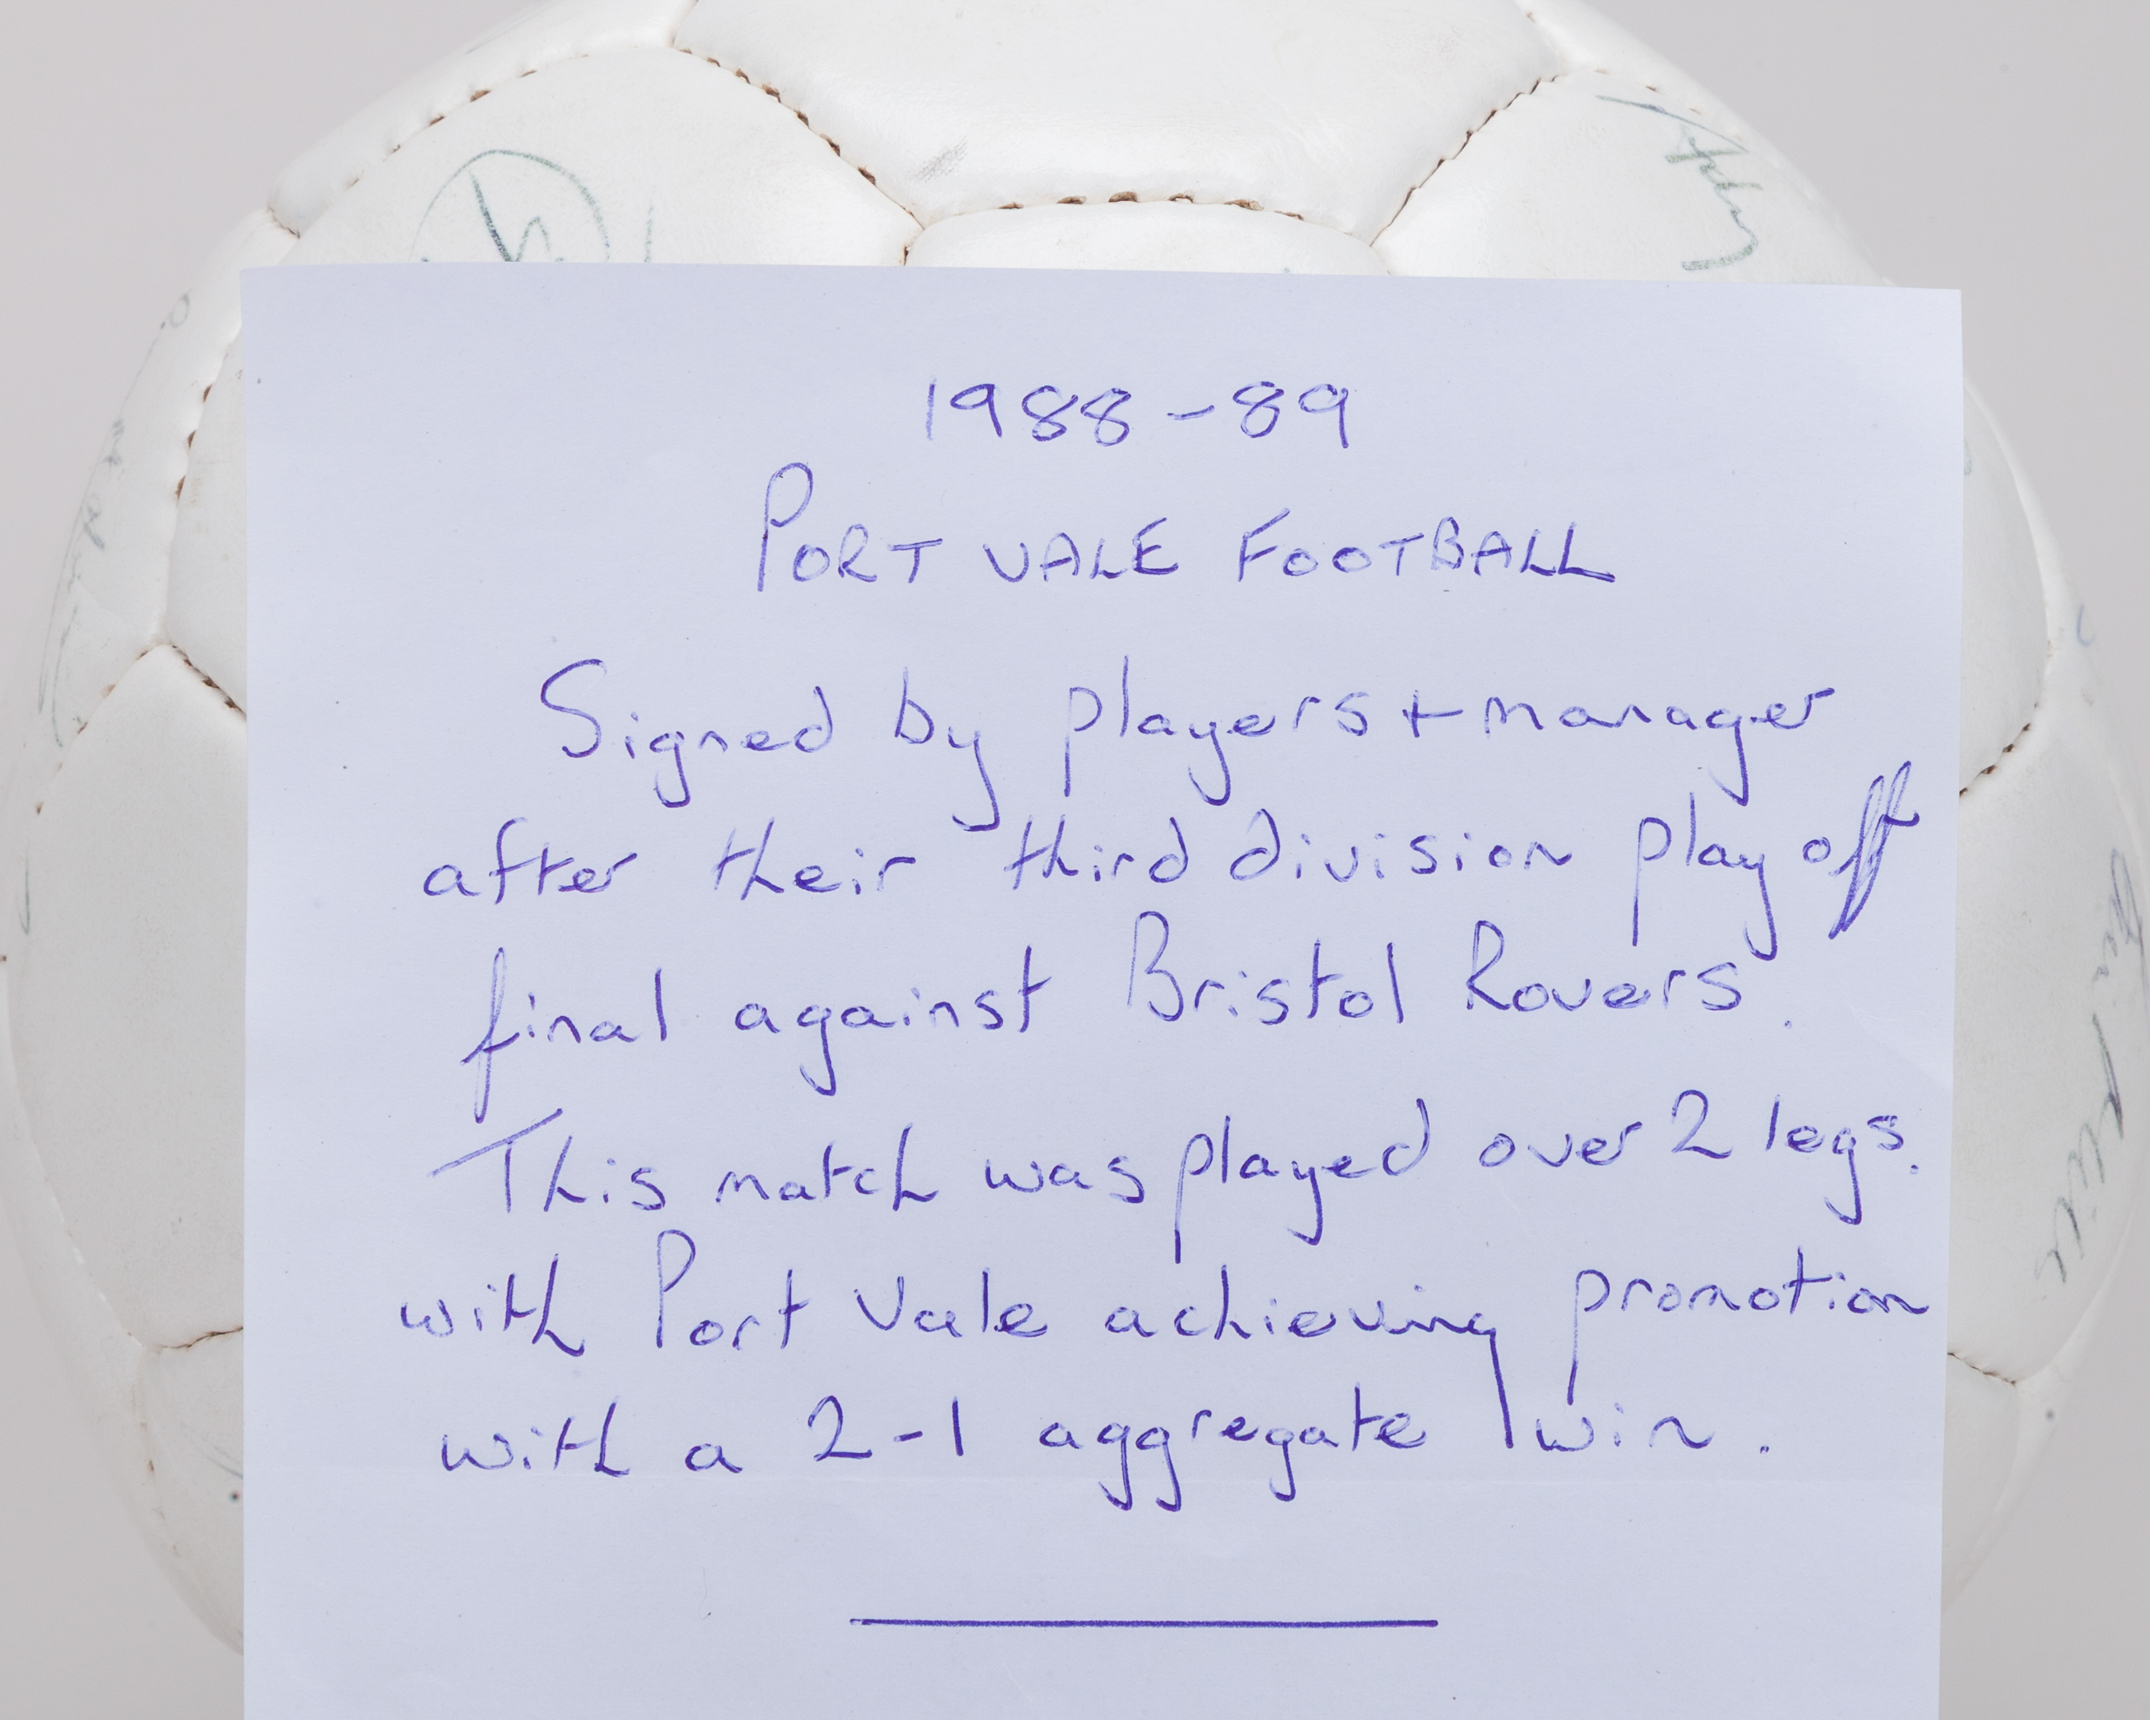 1988-89
PORT VALE FOOTBALL
Signed by players + manager
after their third division play off
final against Bristol Rovers.
This match was played over 2 legs.
with Port Vale achieving promotion
with a 2-1 aggregate win.